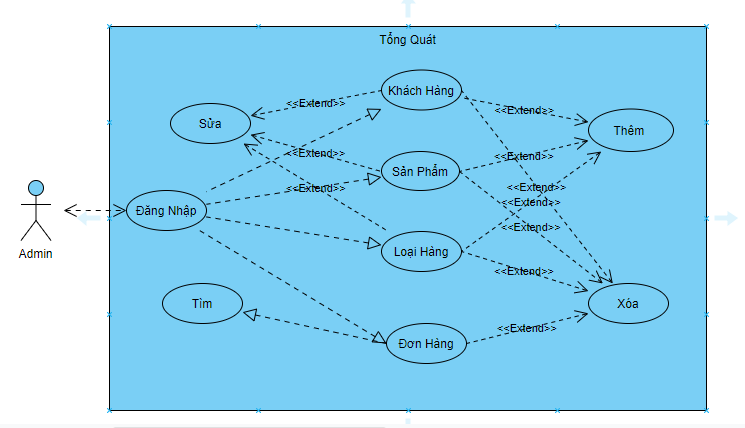 Tổng Quát
Khách Hàng
<<Extend>>
<<Extend>>
Sửa
Thêm
<<Extend>>
<<Extend>>
Sản Phẩm
<<Extend>>
<<Extend>>
<<Extend>>
Đăng Nhập
Admin
Loại Hàng
<<Extend>>
Tìm
Xóa
<<Extend>>
Đơn Hàng